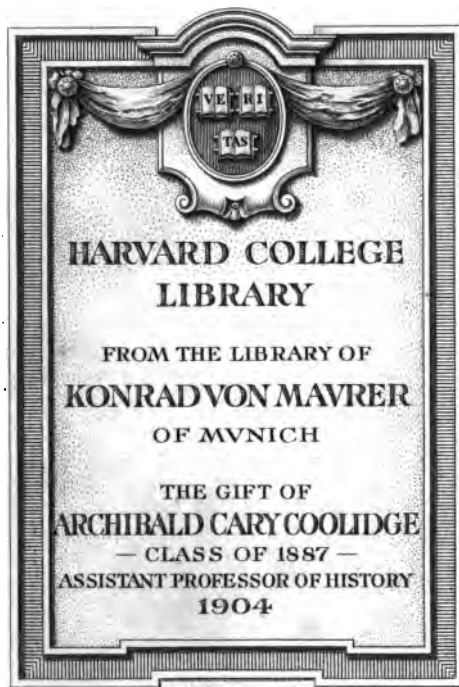 VE RI
TAS
HARVARD COLLEGE
LIBRARY
FROM THE LIBRARY OF
KONRAD VON MAVRER
OF MVNICH
THE GIFT OF
ARCHIBALD CARY COOLIDGE
— CLASS OF 1887 —
ASSISTANT PROFESSOR OF HISTORY
1904